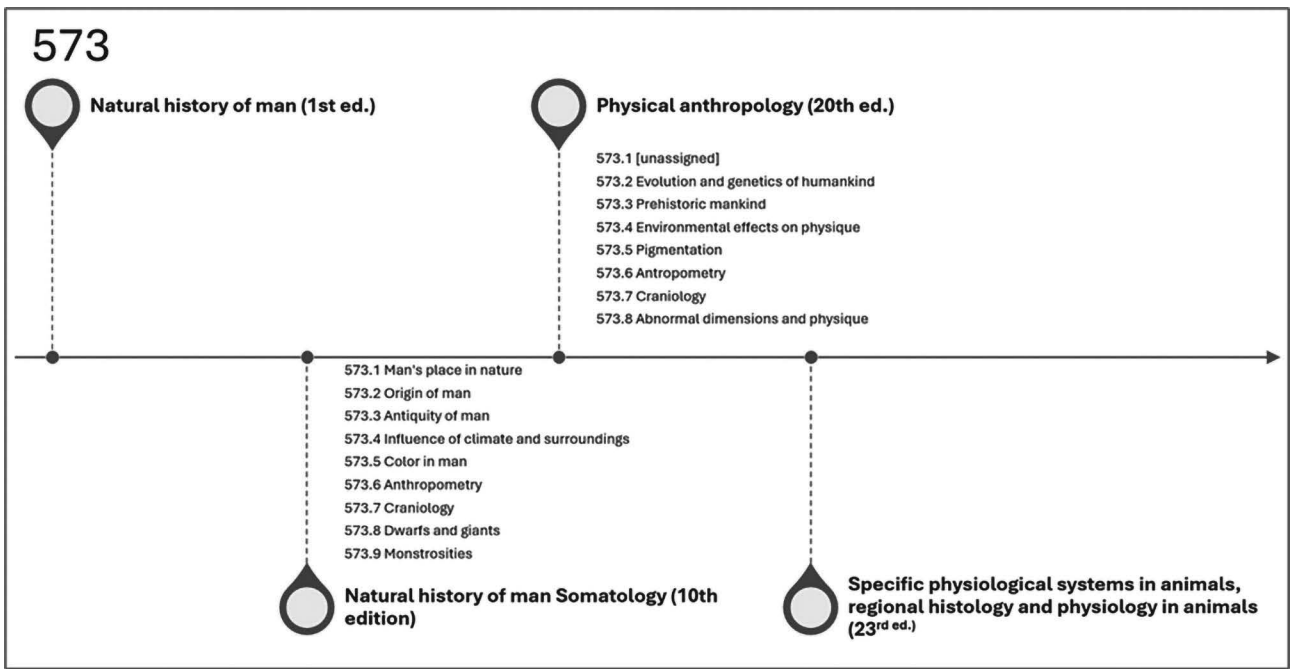 573
Natural history of man (1st ed.)
Physical anthropology (20th ed.)
573.1 [unassigned]
573.2 Evolution and genetics of humankind
573.3 Prehistoric mankind
573.4 Environmental effects on physique
573.5 Pigmentation
573.6 Antropometry
573.7 Craniology
573.8 Abnormal dimensions and physique
573.1 Man's place in nature
573.2 Origin of man
573.3 Antiquity of man
573.4 Influence of climate and surroundings
573.5 Color in man
573.6 Anthropometry
573.7 Craniology
573.8 Dwarfs and giants
573.9 Monstrosities
Natural history of man Somatology (10th
edition)
Specific physiological systems in animals,
regional histology and physiology in animals
(23rd ed.)